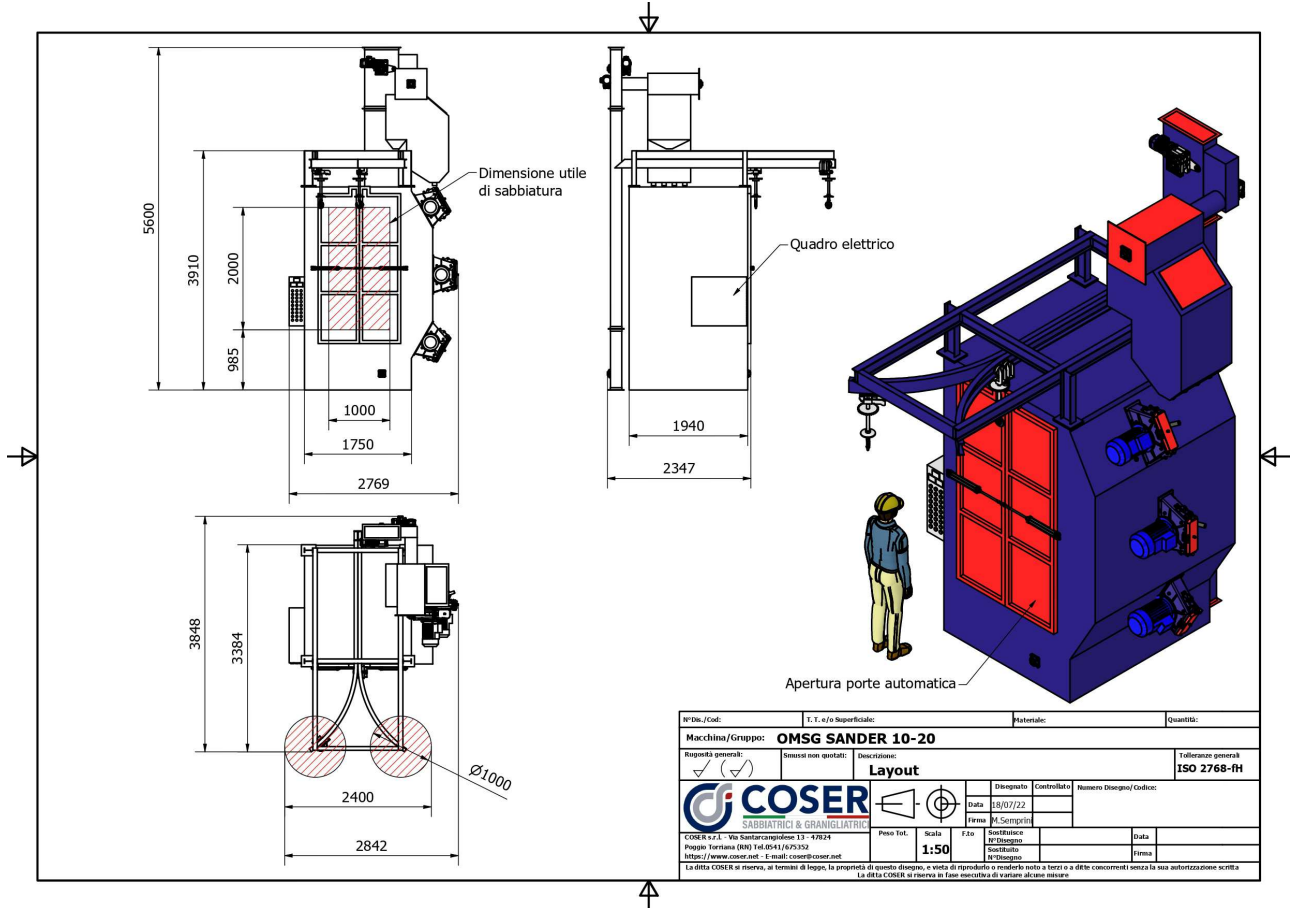 Dimensione utile
di sabbiatura
5600
3910
2000
985
1000
1750
2769
Quadro elettrico
1940
2347
3848
3384
Ø1000
2400
2842
Apertura porte automatica
N°Dis./Cod: T. T. e/o Superficiale: Materiale: Quantità:
Macchina/Gruppo: OMSG SANDER 10-20
Rugosità generali: Smussi non quotati: Descrizione: Tolleranze generali
Layout ISO 2768-fH
COSER
SABBIATRICI & GRANIGLIATRICI
Disegnato Controllato Numero Disegno/Codice:
Data 18/07/22
Firma M.Semprini
COSER s.r.l. - Via Santarcangiolese 13 - 47824
Poggio Torriana (RN) Tel.0541/675352
https://www.coser.net - E-mail: coser@coser.net
Peso Tot. Scala F.to Sostituisce N°Disegno Data
1:50 Sostituito N°Disegno Firma
La ditta COSER si riserva, ai termini di legge, la proprietà di questo disegno, e vieta di riprodurlo o renderlo noto a terzi o a ditte concorrenti senza la sua autorizzazione scritta
La ditta COSER si riserva in fase esecutiva di variare alcune misure